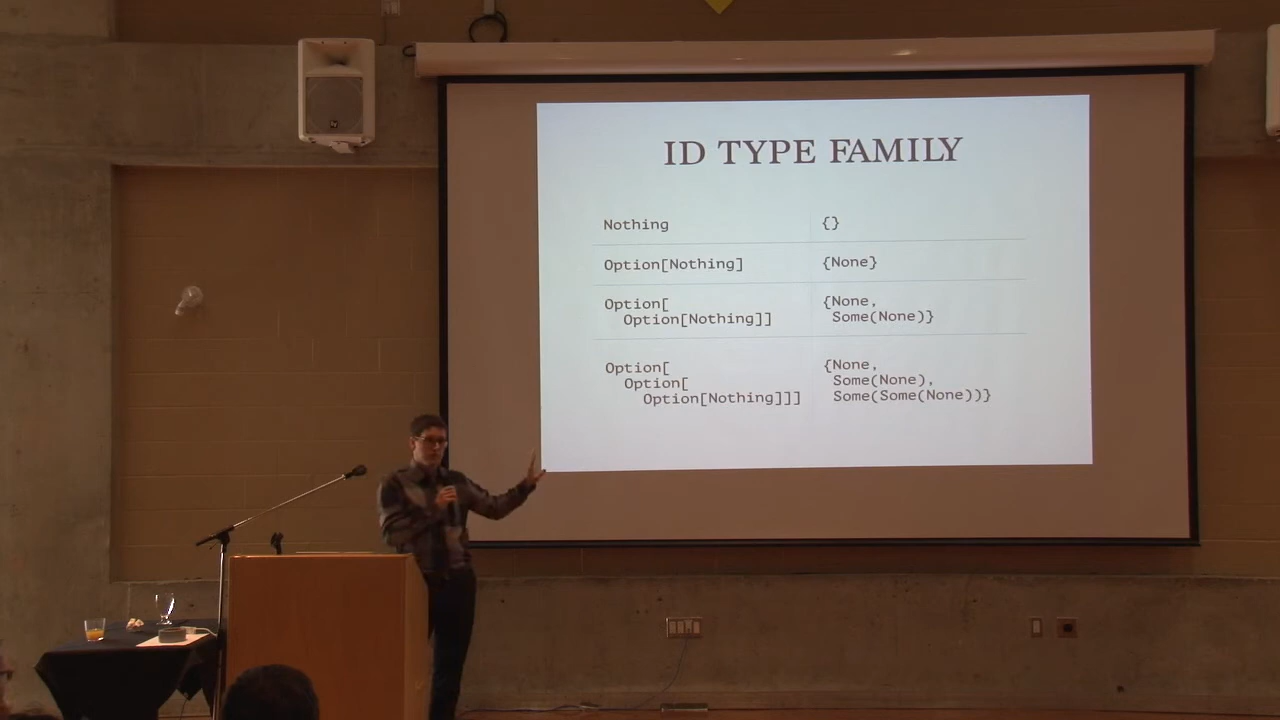 ID TYPE FAMILY
Nothing {}
Option[Nothing] {None}
Option[ {None,
Option[Nothing]] Some(None)}
Option[ {None,
Option[ Some(None),
Option[Nothing]]] Some(Some(None))}